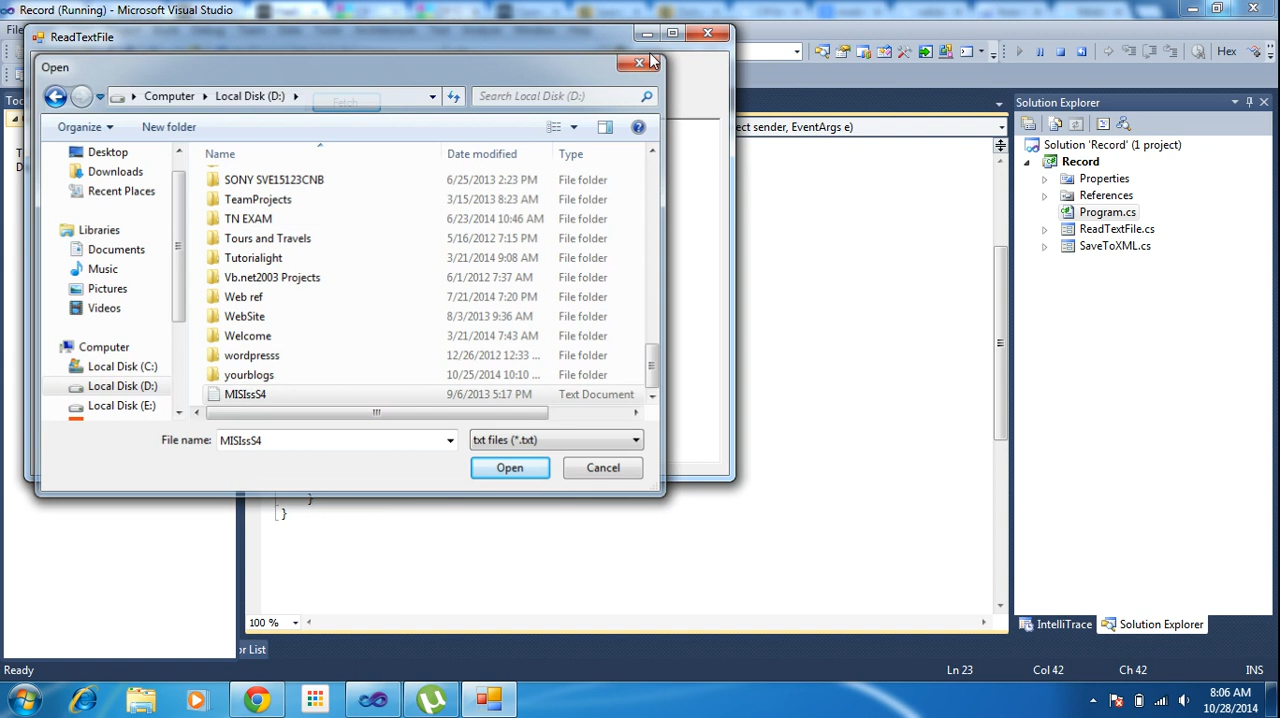 Record (Running) - Microsoft Visual Studio
ReadTextFile
Hex
Open
Computer
Local Disk (D:)
Fetch
Search Local Disk (D:)
Organize
New folder
ect sender, EventArgs e)
Name
Date modified
Type
Desktop
Downloads
Recent Places
Libraries
Documents
Music
Pictures
Videos
Computer
Local Disk (C:)
Local Disk (D:)
Local Disk (E:)
SONY SVE15123CNB 6/25/2013 2:23 PM File folder
TeamProjects 3/15/2013 8:23 AM File folder
TN EXAM 6/23/2014 10:46 AM File folder
Tours and Travels 5/16/2012 7:15 PM File folder
Tutorialight 3/21/2014 9:08 AM File folder
Vb.net2003 Projects 6/1/2012 7:37 AM File folder
Web ref 7/21/2014 7:20 PM File folder
WebSite 8/3/2013 9:36 AM File folder
Welcome 3/21/2014 7:43 AM File folder
wordpresss 12/26/2012 12:33 ... File folder
yourblogs 10/25/2014 10:10 ... File folder
MISIssS4 9/6/2013 5:17 PM Text Document
File name: MISIssS4
txt files (*.txt)
Open
Cancel
}
}
Solution Explorer
Solution 'Record' (1 project)
Record
Properties
References
Program.cs
ReadTextFile.cs
SaveToXML.cs
100 %
IntelliTrace
Solution Explorer
or List
Ready
Ln 23
Col 42
Ch 42
INS
8:06 AM
10/28/2014